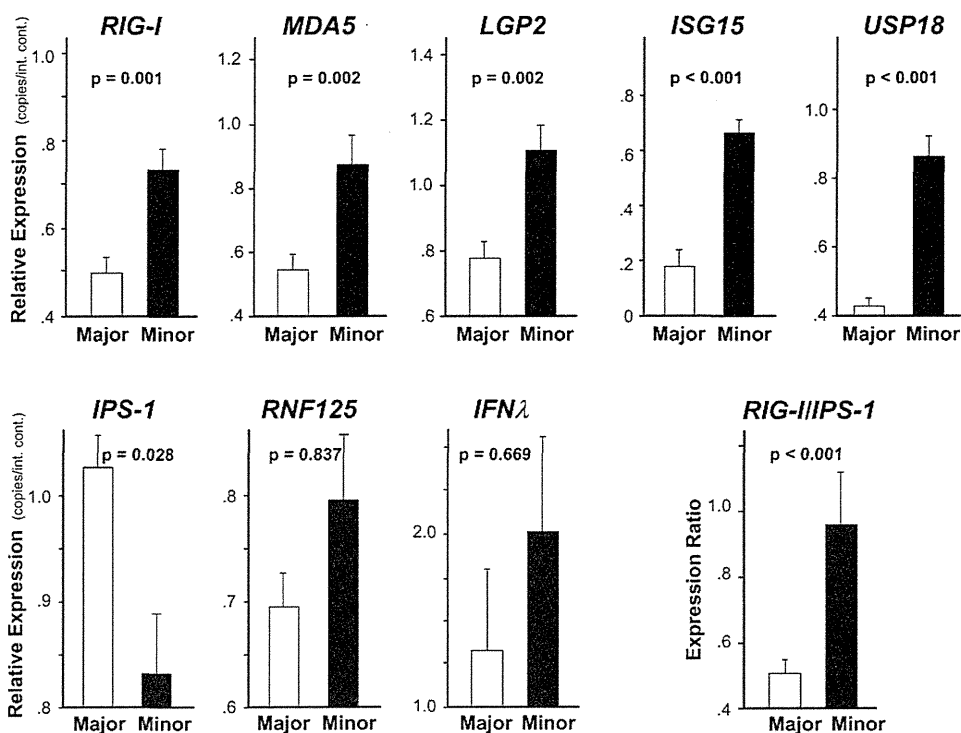 RIG-I
Relative Expression (copies/int. cont.)
p = 0.001
1.0
.8
.6
.4
Major Minor
MDA5
p = 0.002
1.2
1.0
.8
.6
.4
Major Minor
LGP2
p = 0.002
1.4
1.2
1.0
.8
.6
Major Minor
ISG15
p < 0.001
.8
.6
.4
.2
0
Major Minor
USP18
p < 0.001
1.0
.8
.6
.4
Major Minor
IPS-1
Relative Expression (copies/int. cont.)
p = 0.028
1.0
.9
.8
Major Minor
RNF125
p = 0.837
.8
.7
.6
Major Minor
IFNλ
p = 0.669
2.0
1.0
Major Minor
RIG-I/IPS-1
Expression Ratio
p < 0.001
1.0
.8
.6
.4
Major Minor